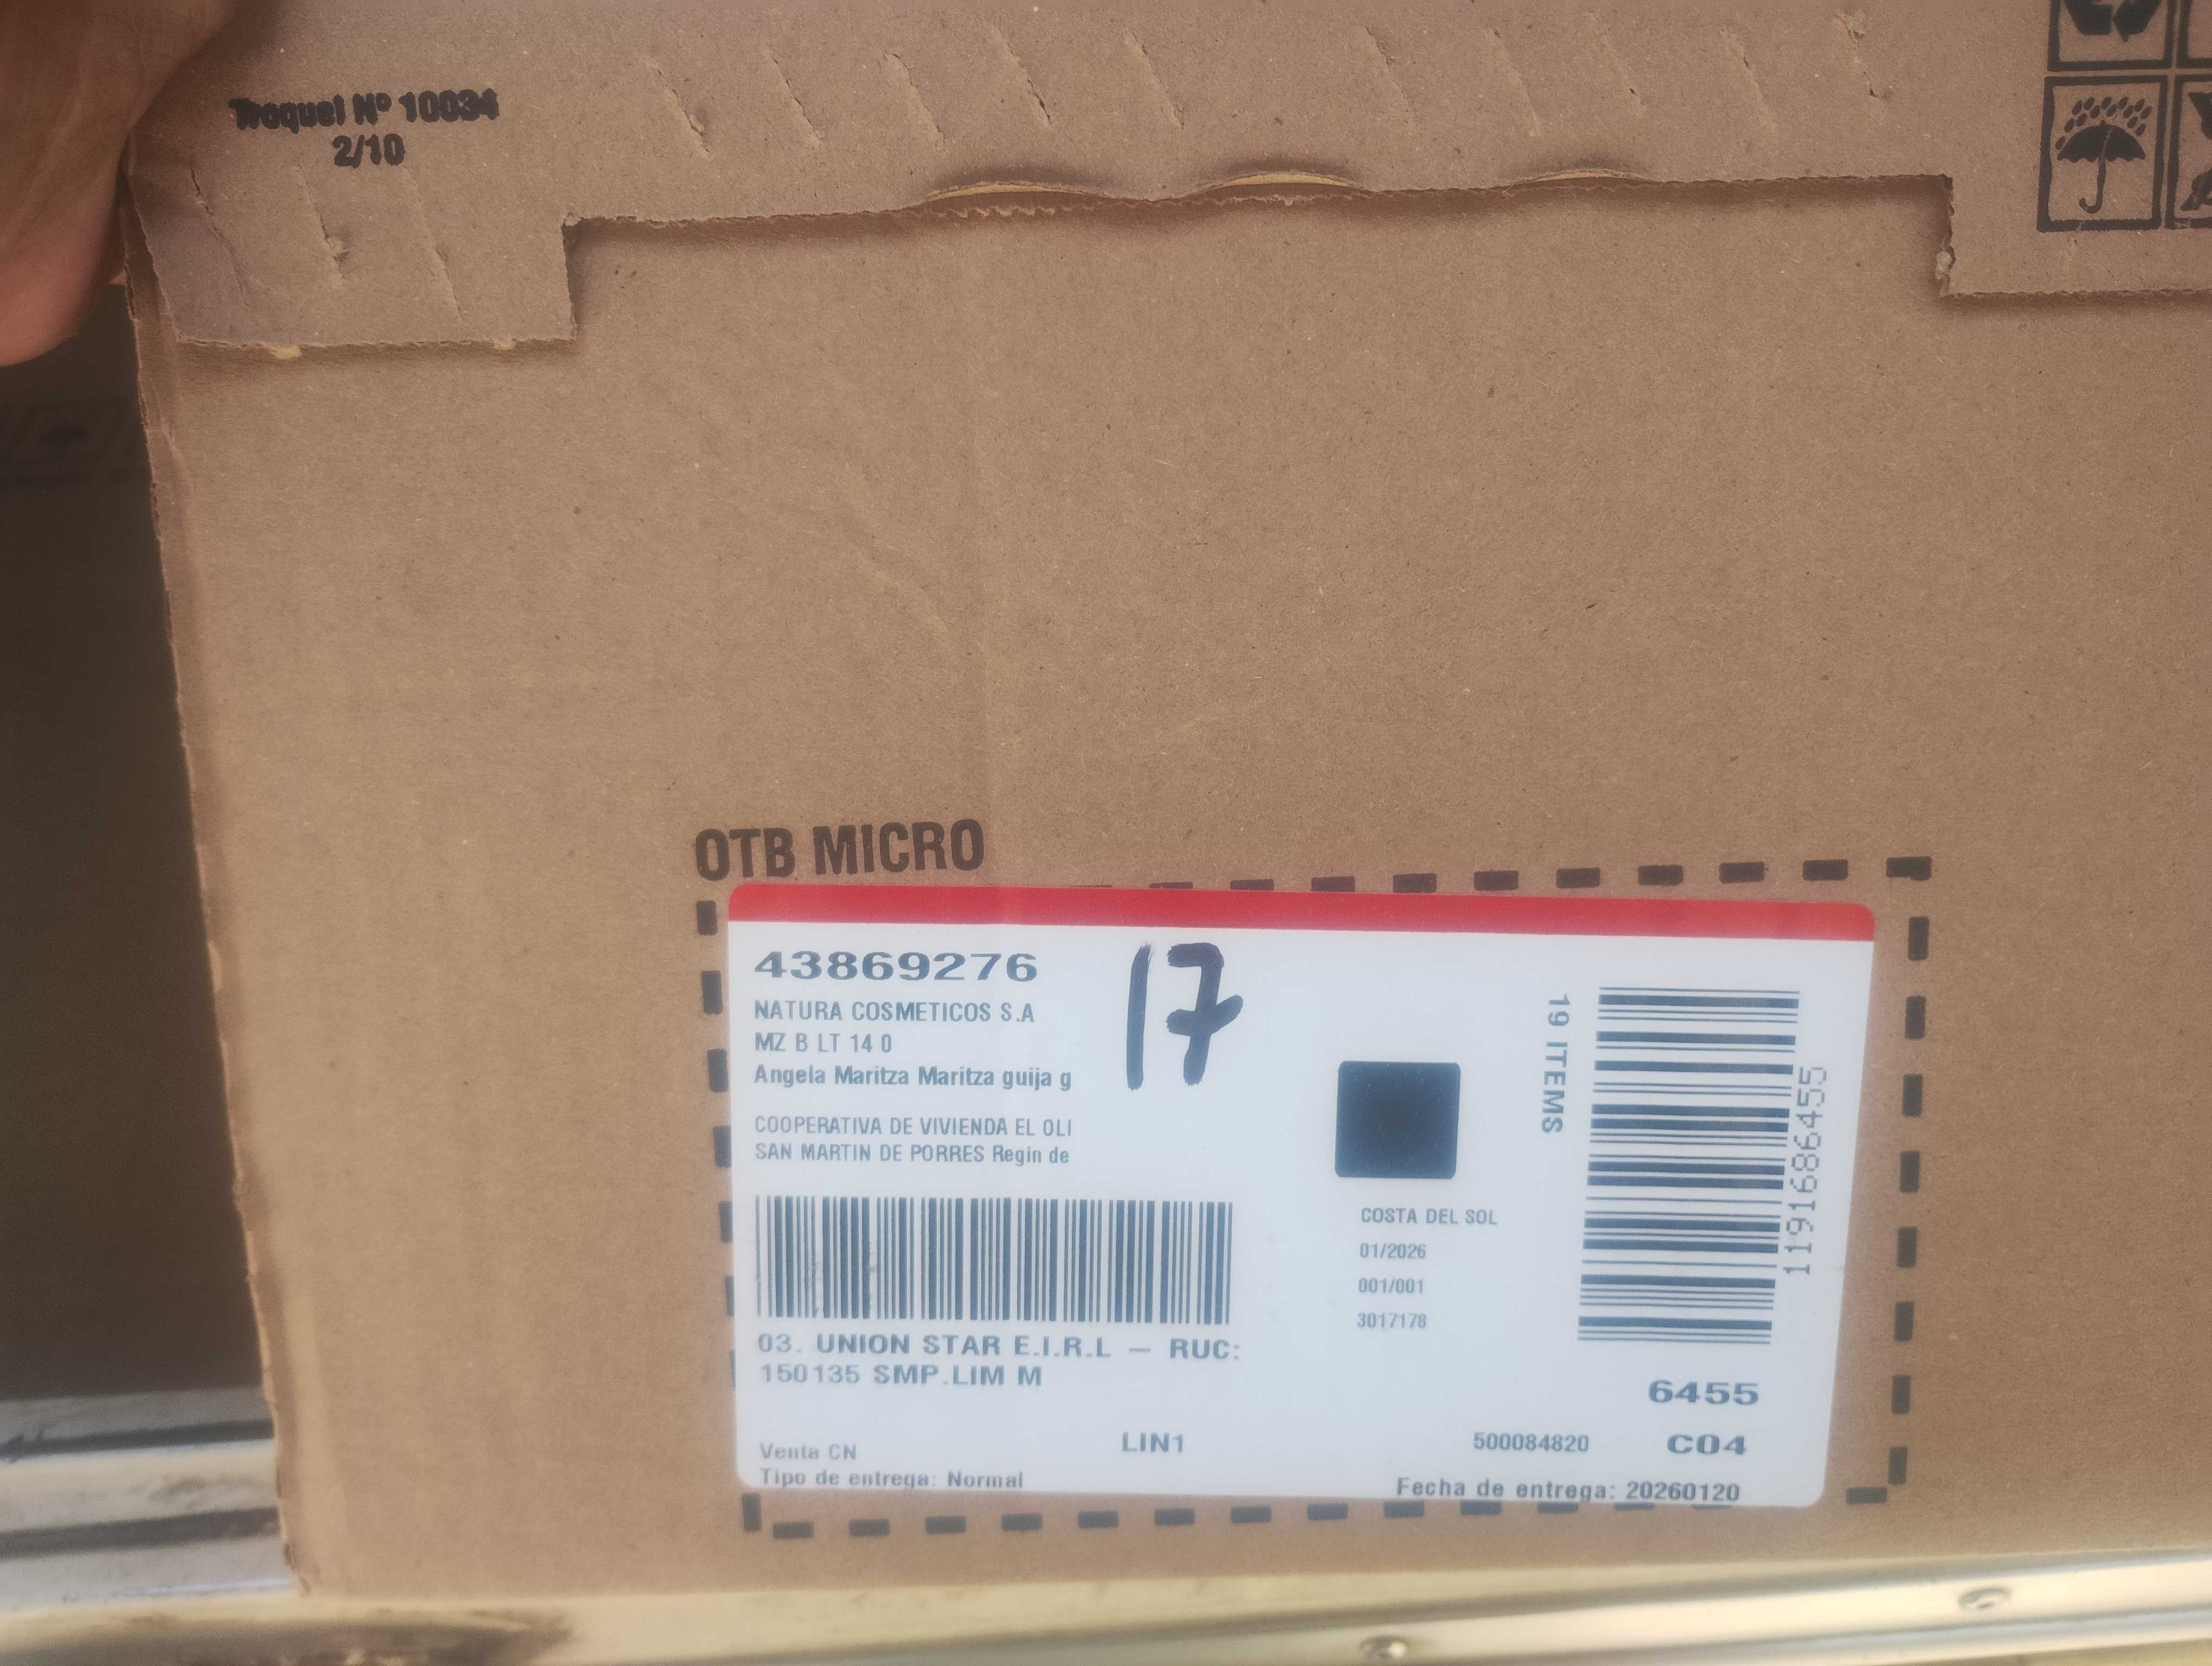 Troquel Nº 10034
2/10
OTB MICRO
43869276
17
NATURA COSMETICOS S.A
MZ B LT 14 0
Angela Maritza Maritza guija g
COOPERATIVA DE VIVIENDA EL OLI
SAN MARTIN DE PORRES Regin de
19 ITEMS
1191686455
COSTA DEL SOL
01/2026
001/001
3017178
03. UNION STAR E.I.R.L – RUC:
150135 SMP.LIM M
6455
Venta CN
LIN1
500084820
C04
Tipo de entrega: Normal
Fecha de entrega: 20260120